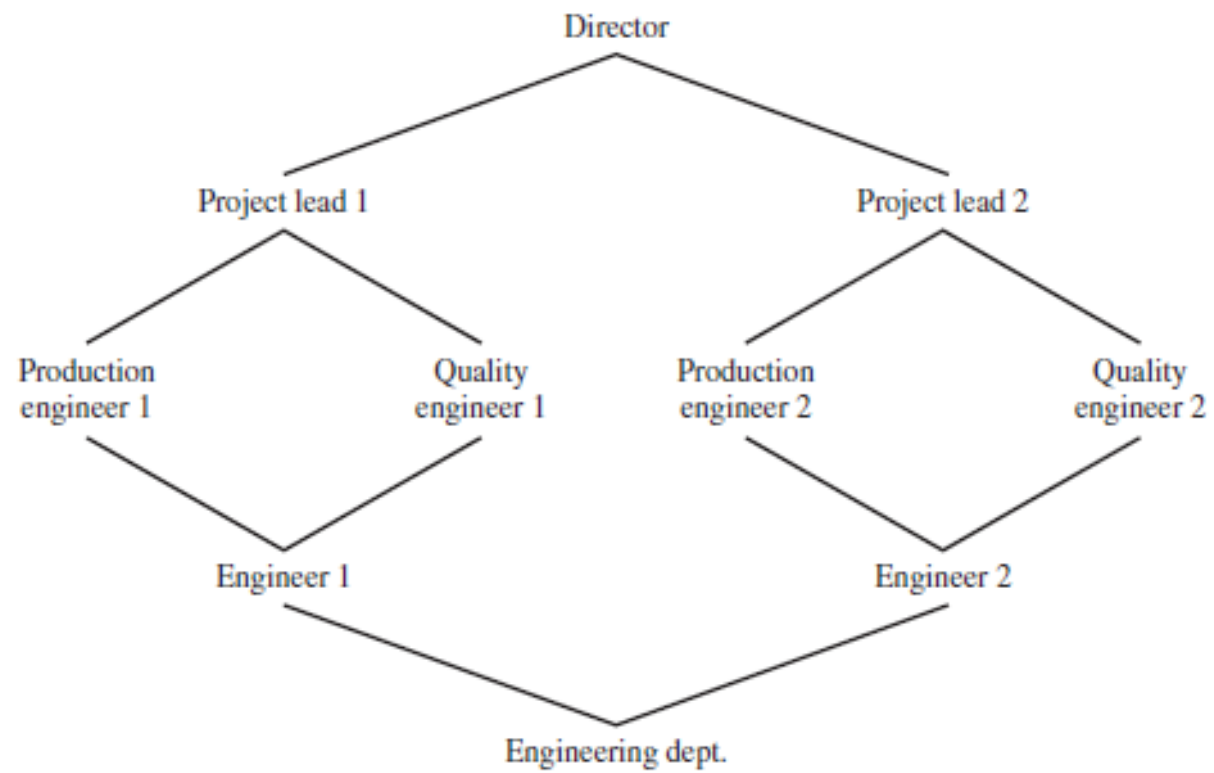 Director
Project lead 1
Project lead 2
Production
engineer 1
Quality
engineer 1
Production
engineer 2
Quality
engineer 2
Engineer 1
Engineer 2
Engineering dept.